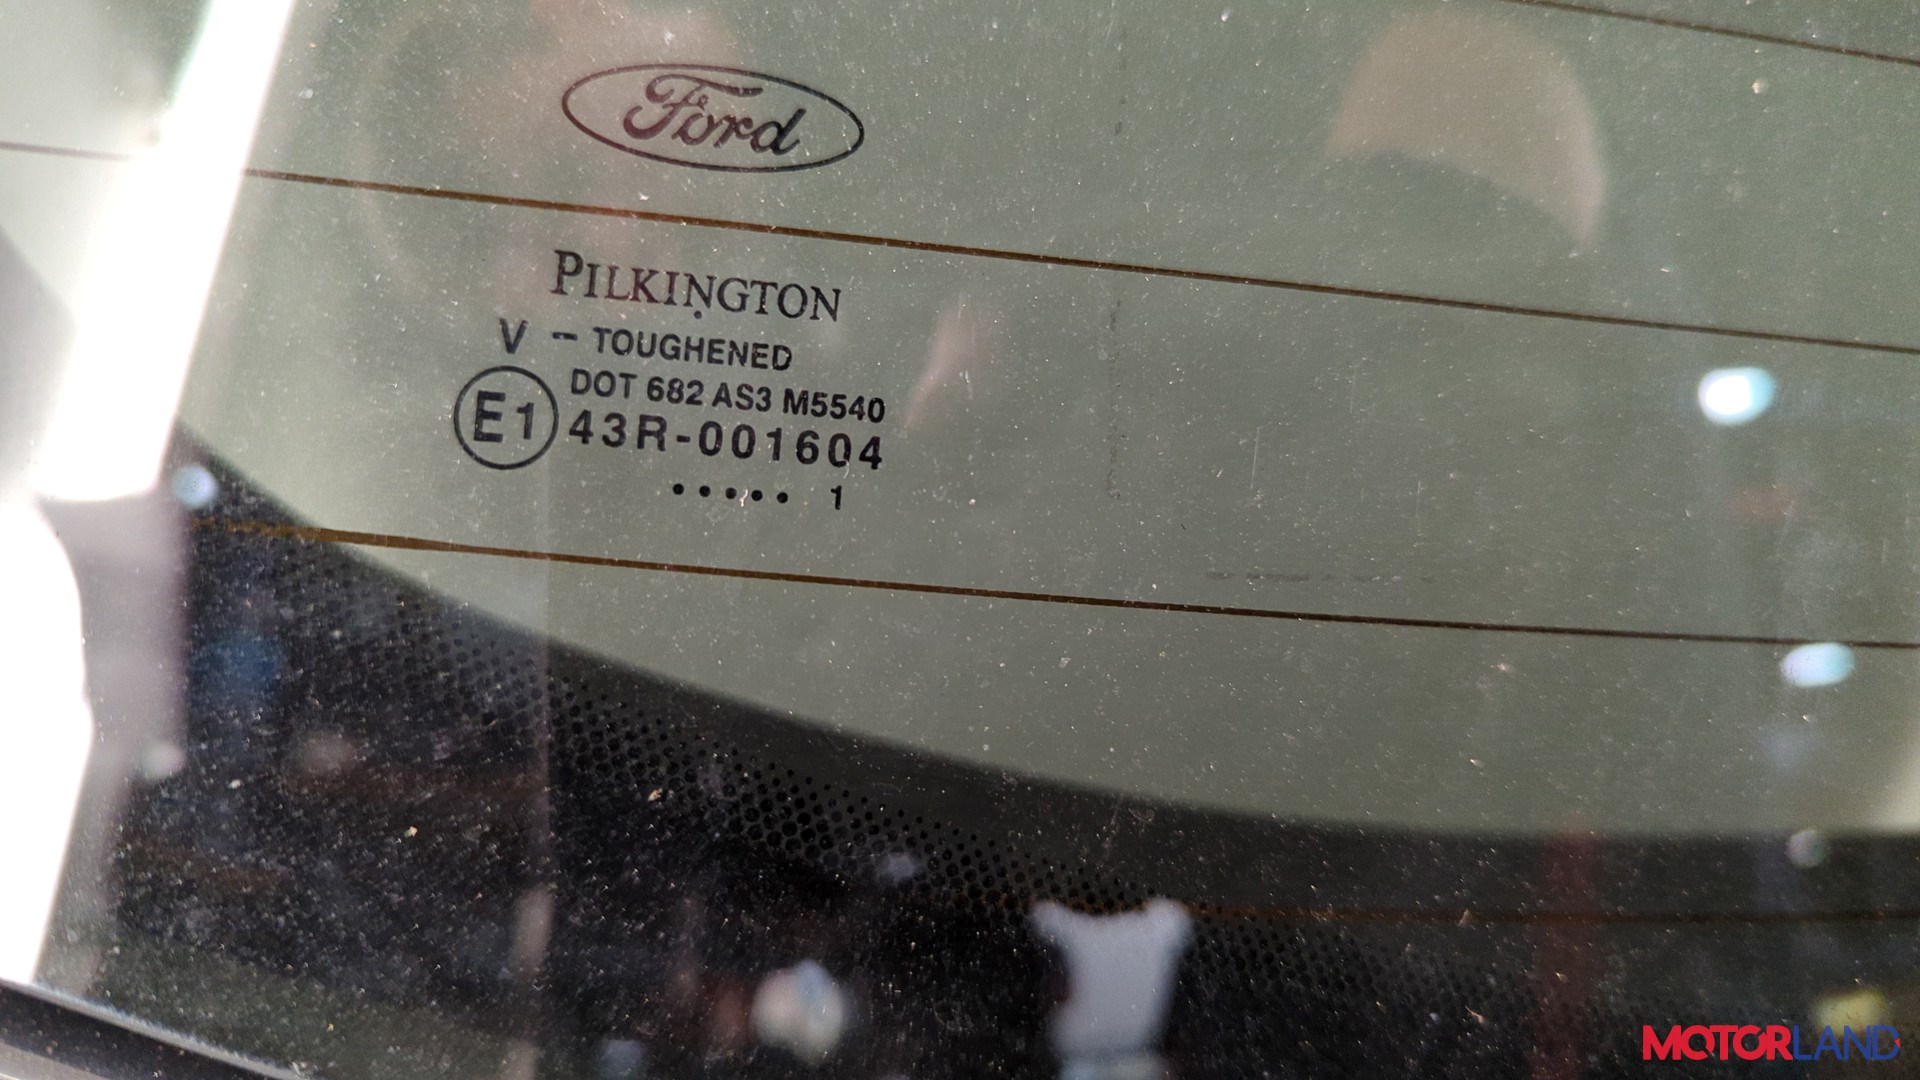 Ford
PILKINGTON
V -- TOUGHENED
DOT 682 AS3 M5540
E1 43R-001604
..... 1
MOTORLAND